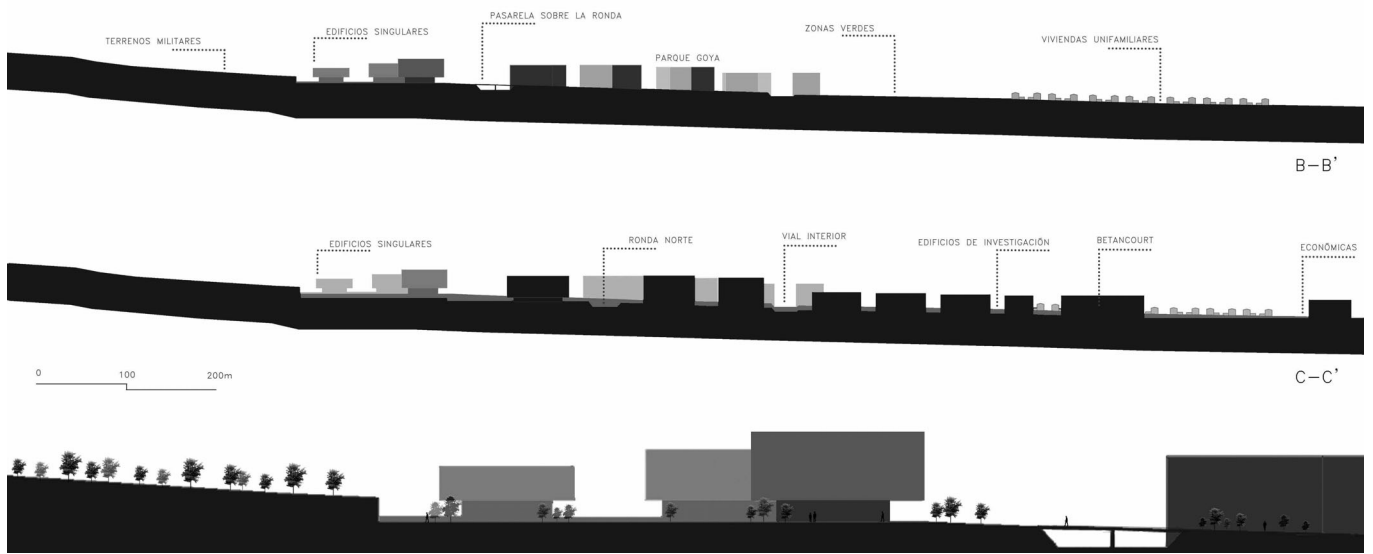 PASARELA SOBRE LA RONDA
EDIFICIOS SINGULARES
ZONAS VERDES
TERRENOS MILITARES
VIVIENDAS UNIFAMILIARES
PARQUE GOYA
B-B'
EDIFICIOS SINGULARES
RONDA NORTE
VIAL INTERIOR
EDIFICIOS DE INVESTIGACIÓN
BETANCOURT
ECONÓMICAS
0 100 200m
C-C'